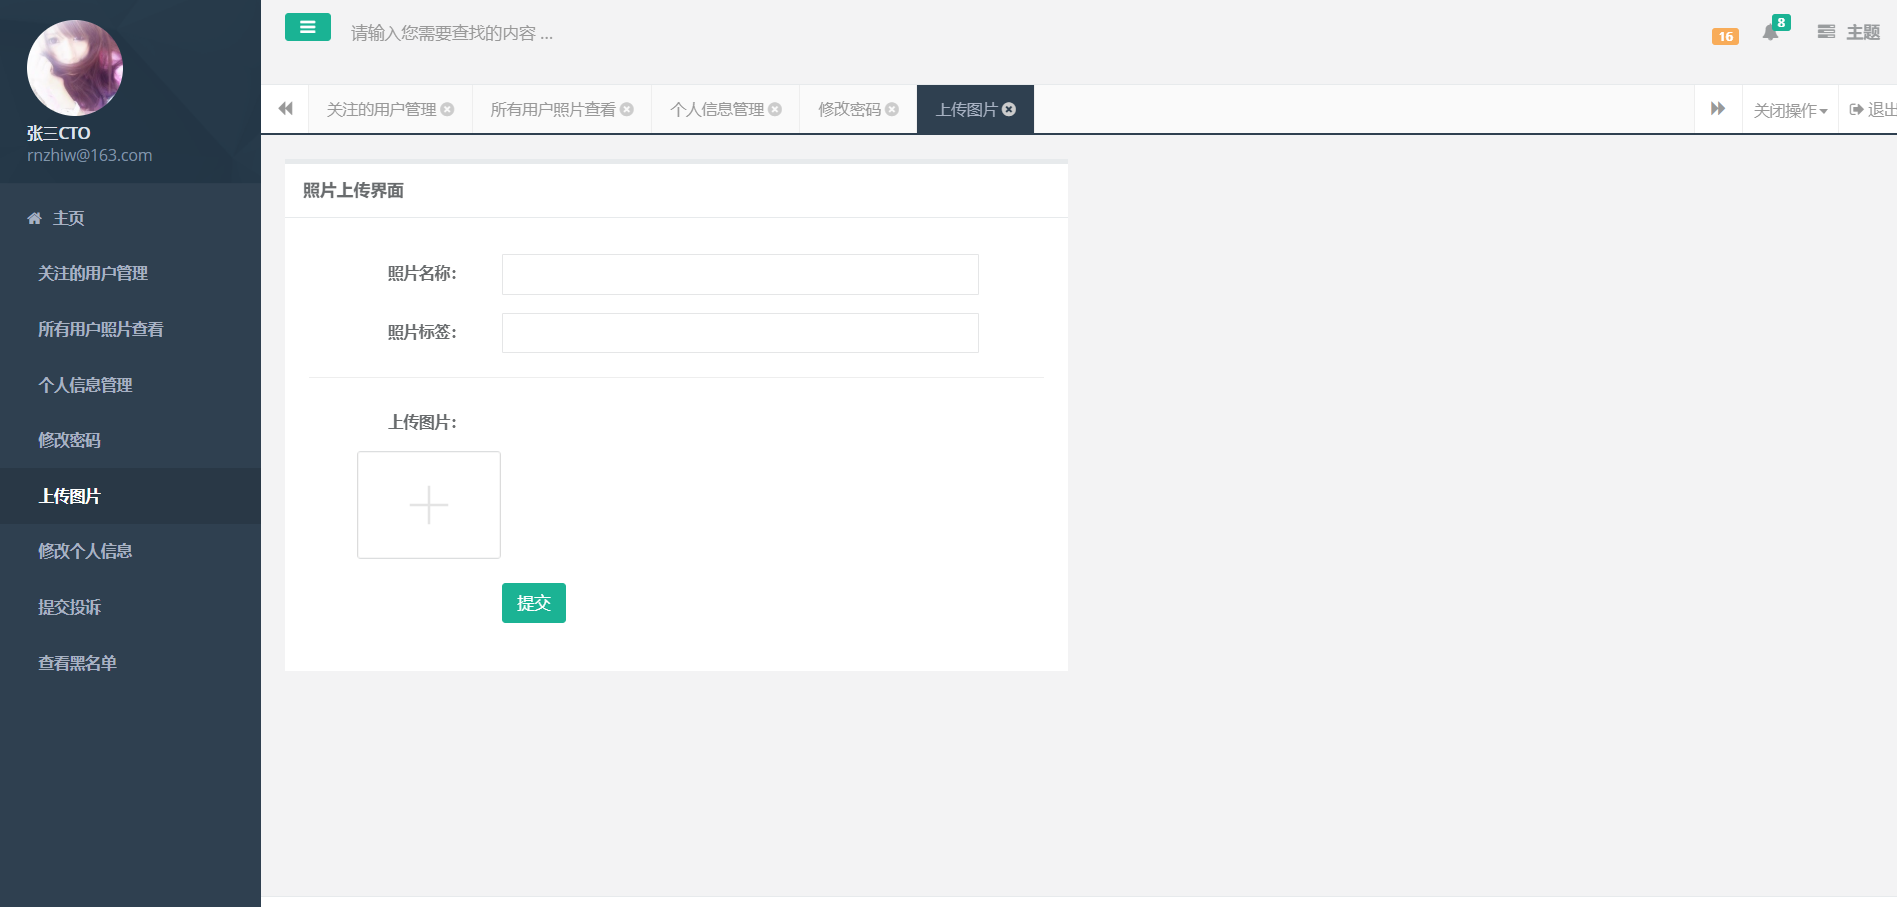 张三CTO
rnzhiw@163.com
主页
关注的用户管理
所有用户照片查看
个人信息管理
修改密码
上传图片
修改个人信息
提交投诉
查看黑名单
请输入您需要查找的内容 ...
16
8
主题
关注的用户管理
所有用户照片查看
个人信息管理
修改密码
上传图片
关闭操作
退出
照片上传界面
照片名称：
照片标签：
上传图片：
提交